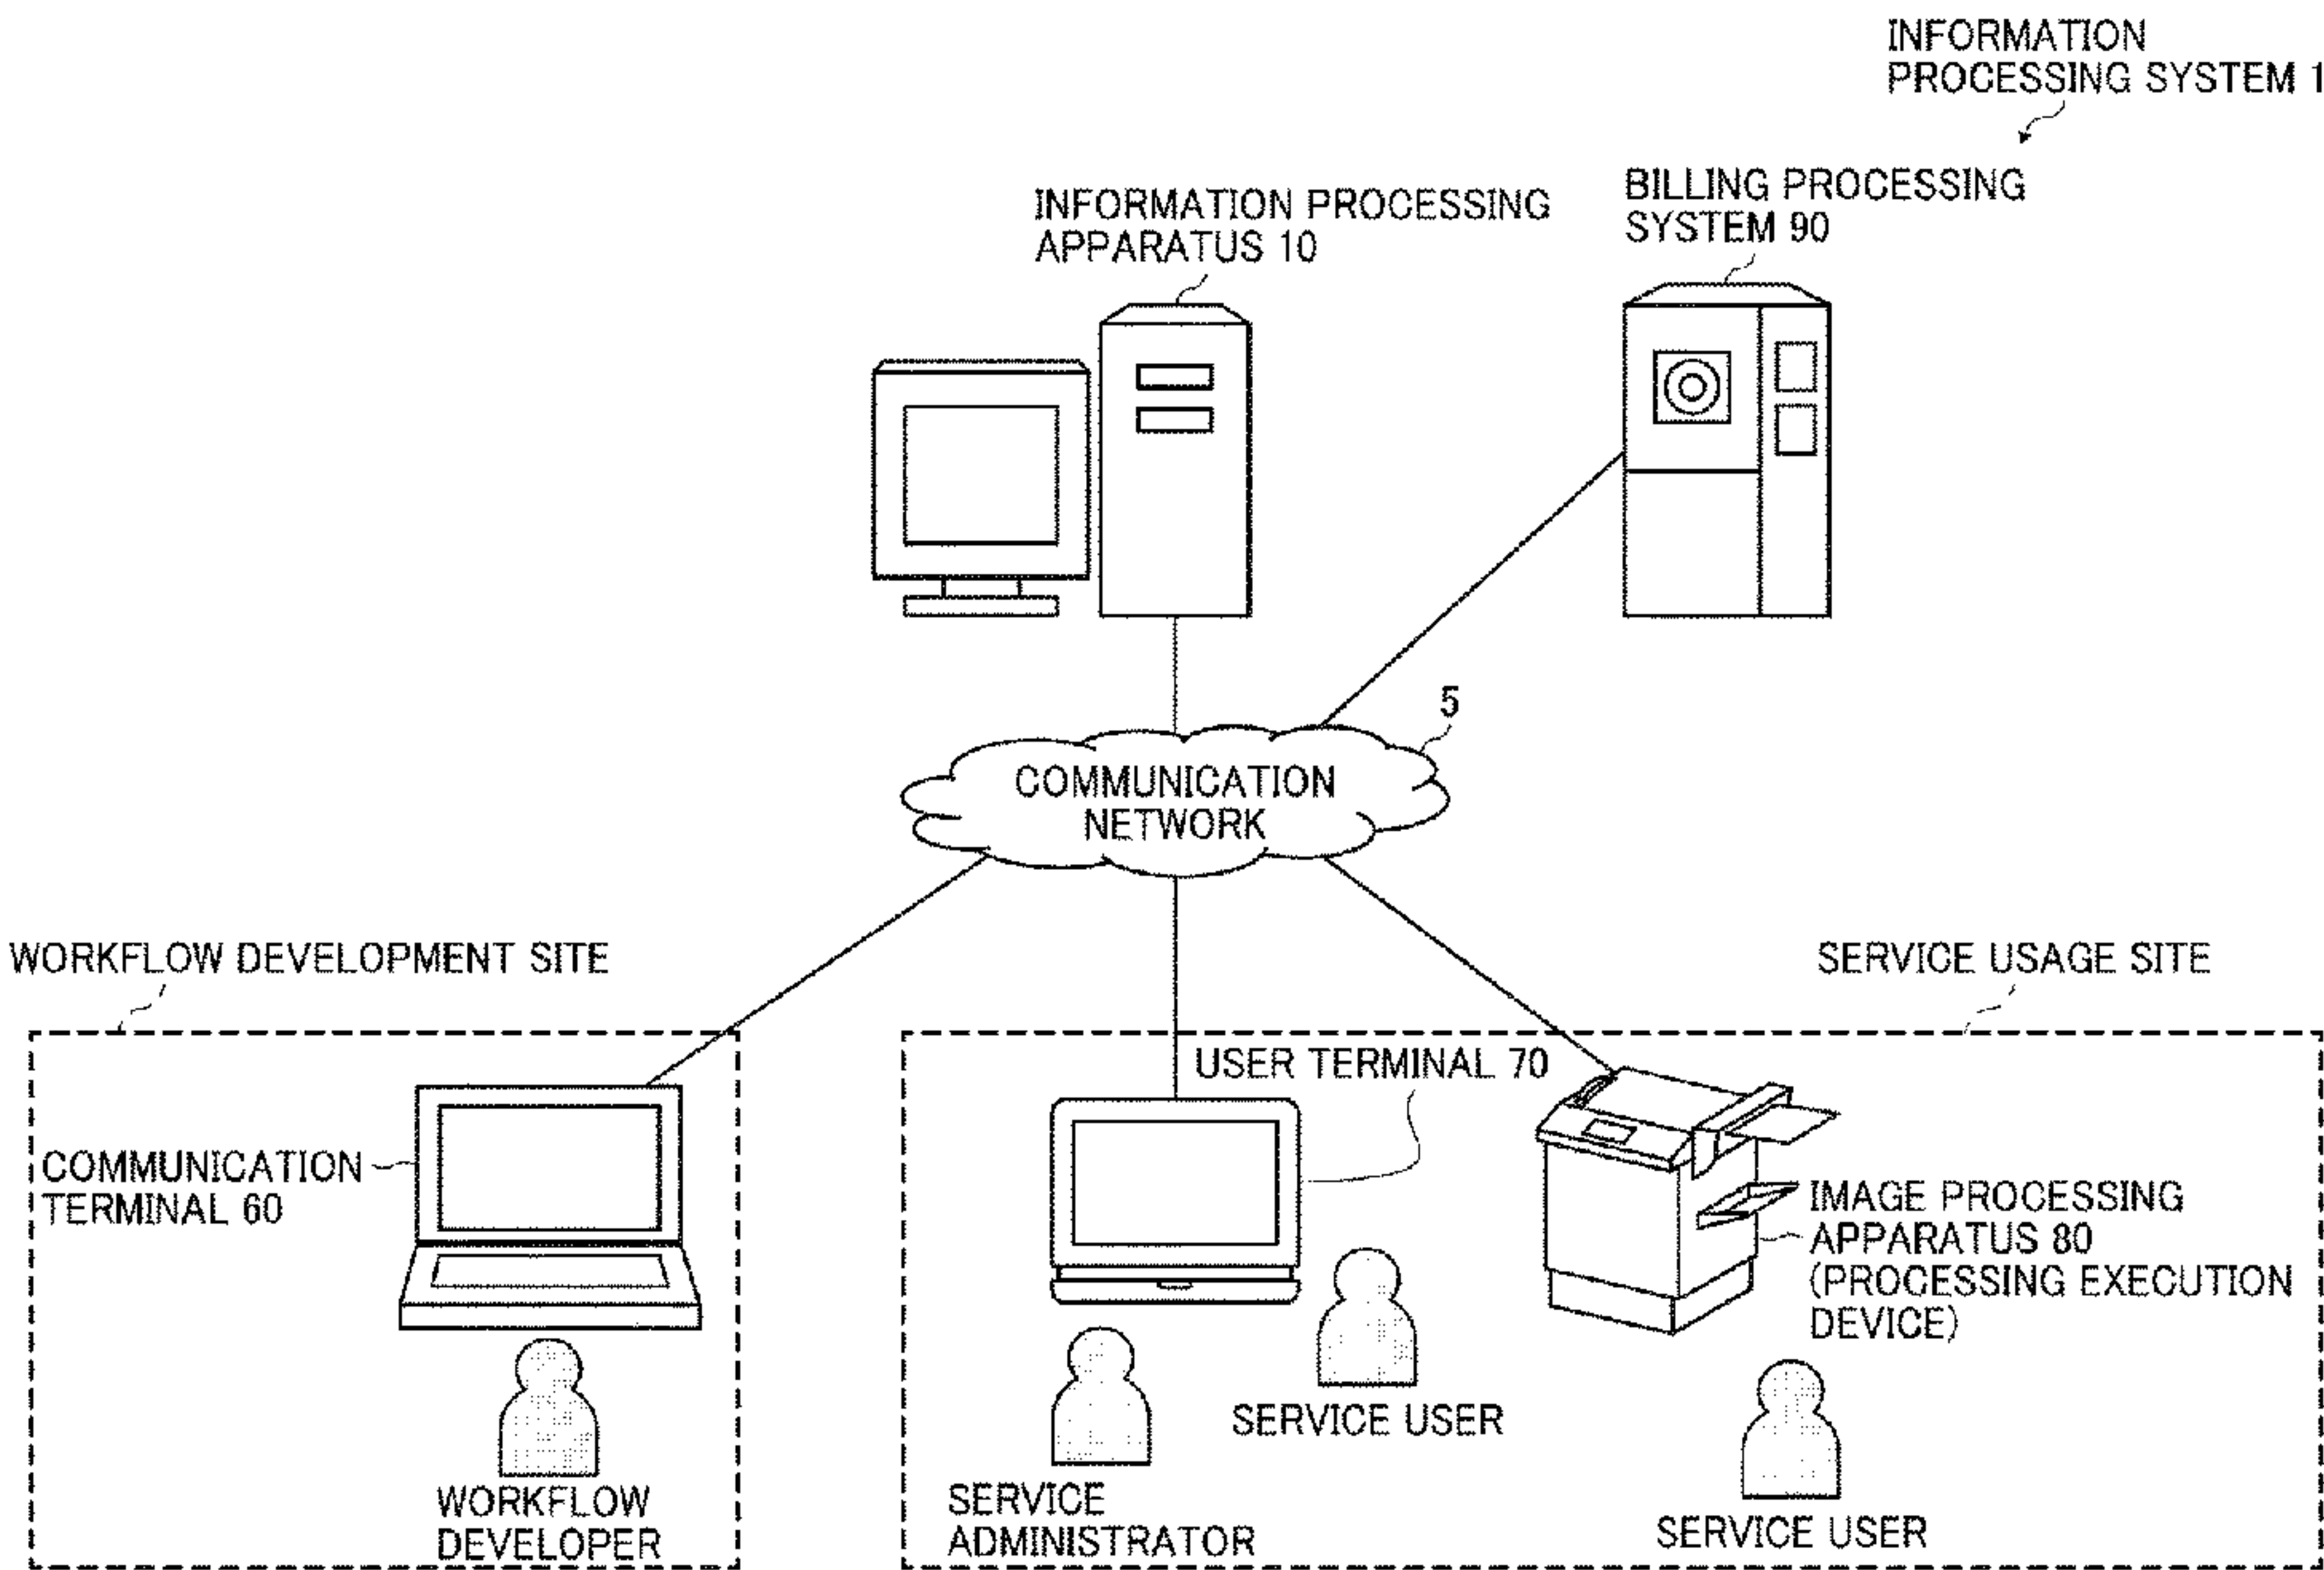 INFORMATION
PROCESSING SYSTEM 1
BILLING PROCESSING
SYSTEM 90
INFORMATION PROCESSING
APPARATUS 10
5
COMMUNICATION
NETWORK
WORKFLOW DEVELOPMENT SITE
SERVICE USAGE SITE
USER TERMINAL 70
COMMUNICATION
TERMINAL 60
IMAGE PROCESSING
APPARATUS 80
(PROCESSING EXECUTION
DEVICE)
SERVICE USER
WORKFLOW
DEVELOPER
SERVICE
ADMINISTRATOR
SERVICE USER